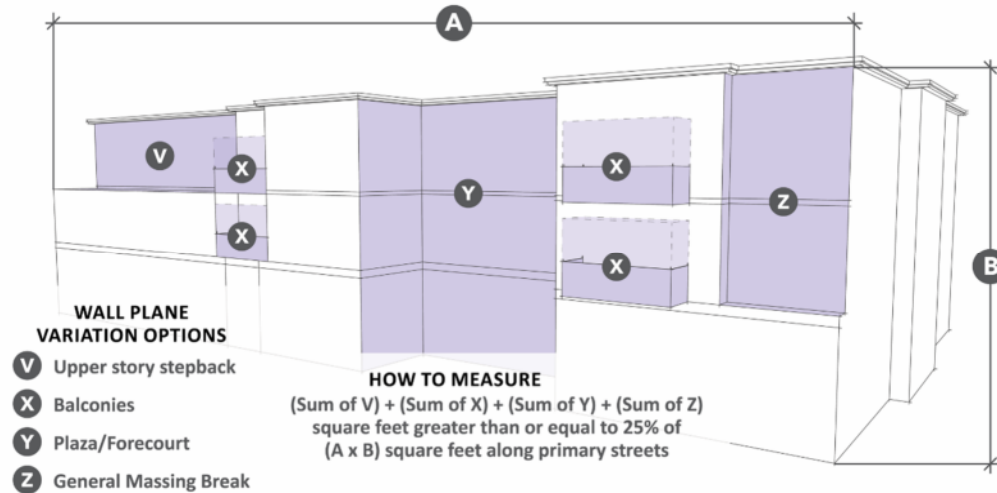 A
V
X
X
Y
X
X
Z
B
WALL PLANE
VARIATION OPTIONS
V Upper story stepback
X Balconies
Y Plaza/Forecourt
Z General Massing Break
HOW TO MEASURE
(Sum of V) + (Sum of X) + (Sum of Y) + (Sum of Z)
square feet greater than or equal to 25% of
(A x B) square feet along primary streets